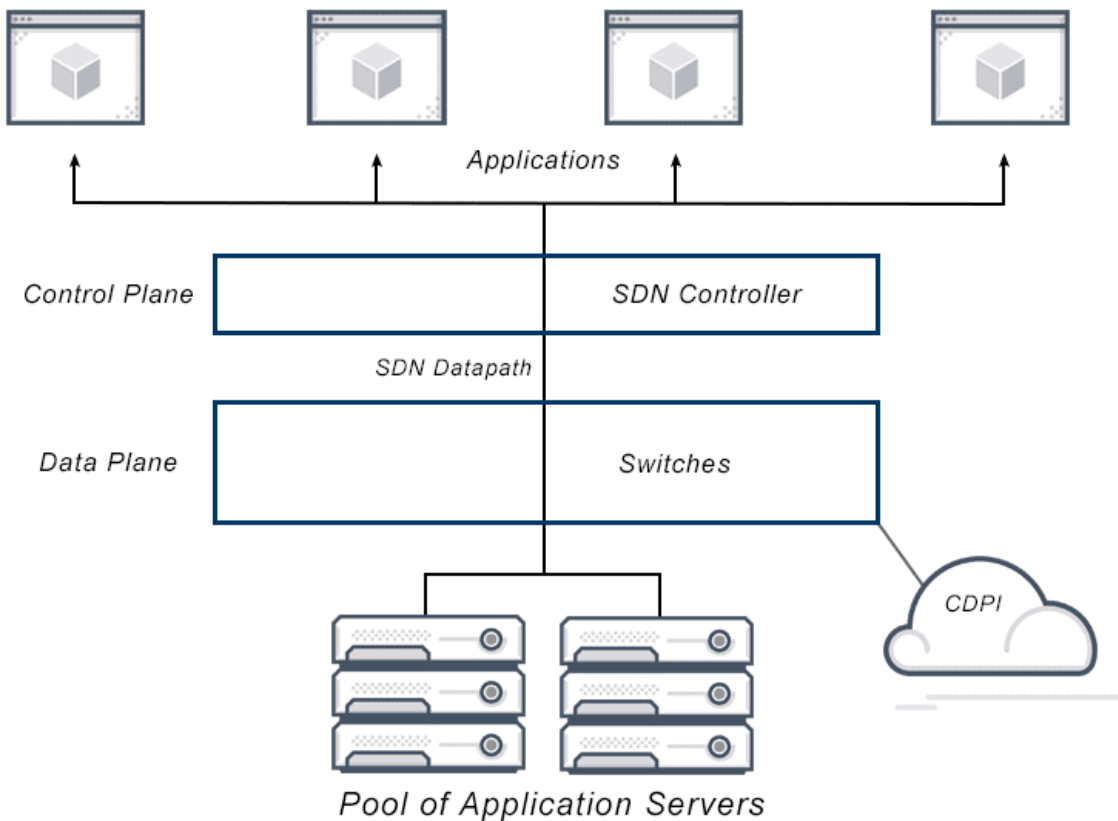 Applications
Control Plane
SDN Controller
SDN Datapath
Data Plane
Switches
CDPI
Pool of Application Servers